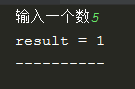 输入一个数5
result = 1
----------